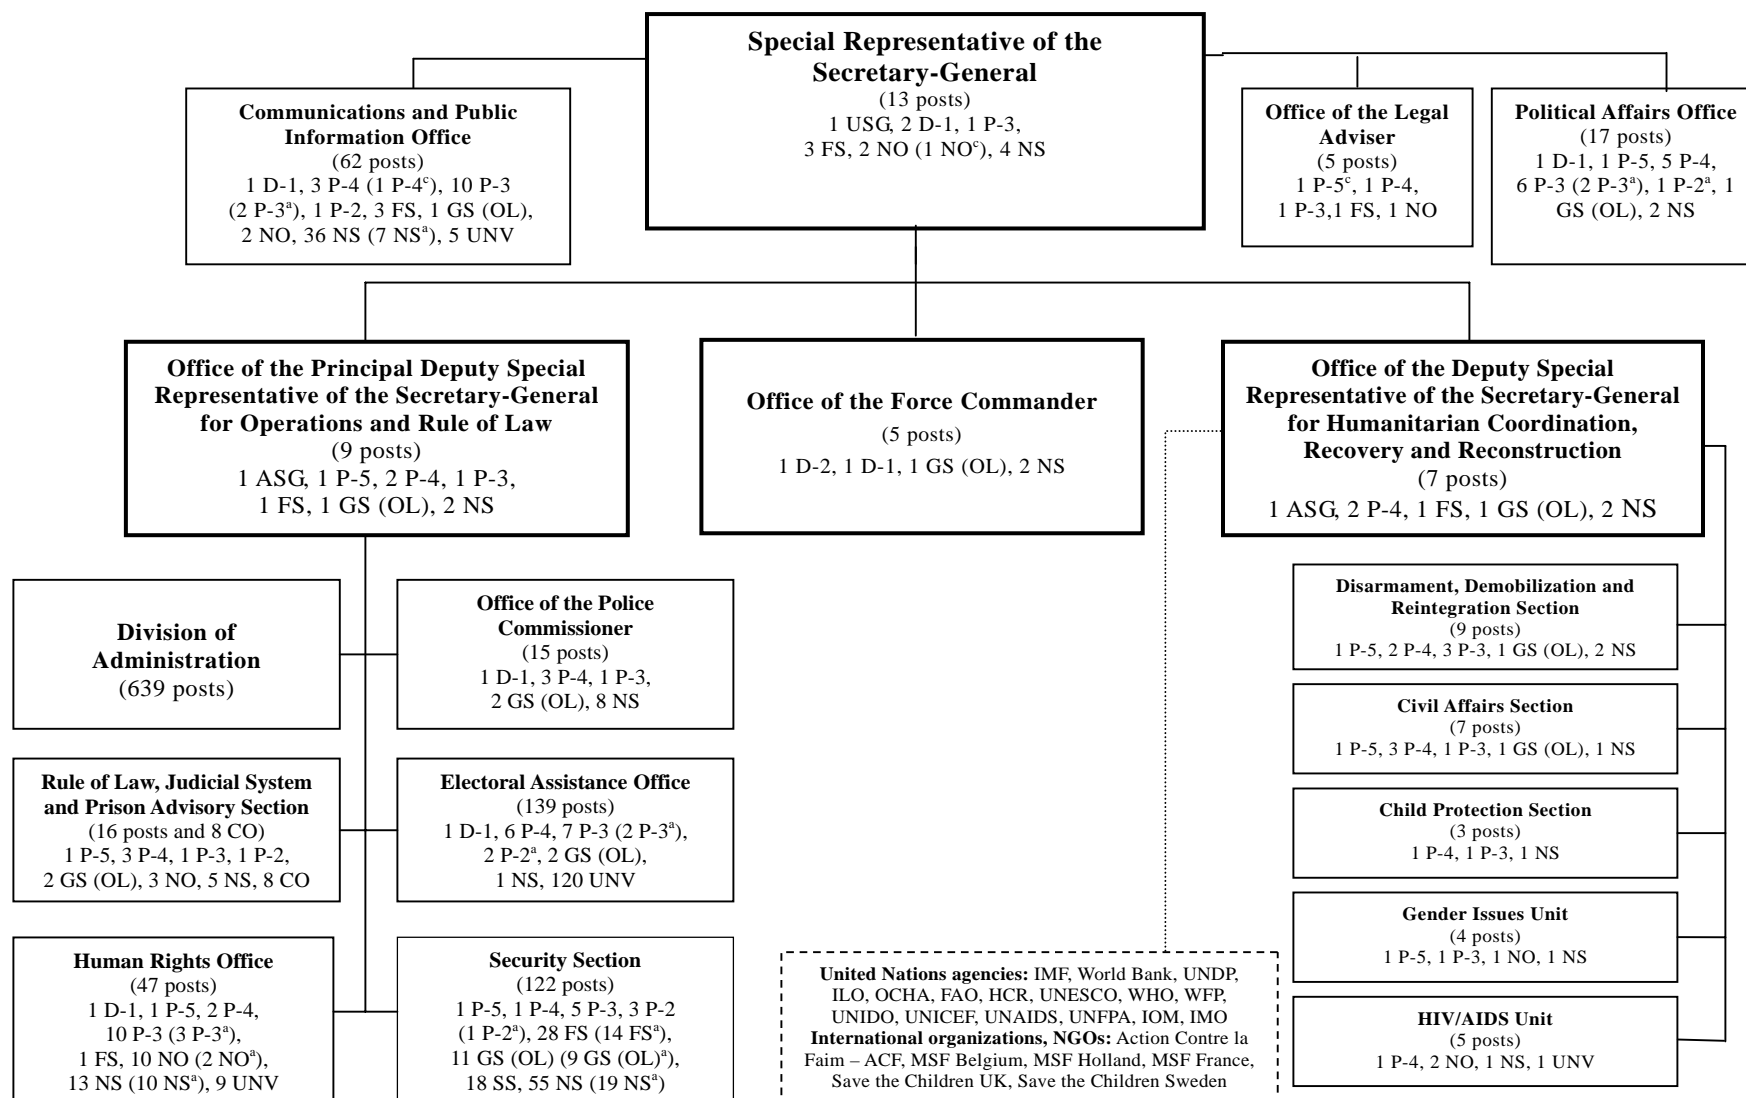 Special Representative of the
Secretary-General
(13 posts)
1 USG, 2 D-1, 1 P-3,
3 FS, 2 NO (1 NOᶜ), 4 NS
Communications and Public
Information Office
(62 posts)
1 D-1, 3 P-4 (1 P-4ᶜ), 10 P-3
(2 P-3ᵃ), 1 P-2, 3 FS, 1 GS (OL),
2 NO, 36 NS (7 NSᵃ), 5 UNV
Office of the Legal
Adviser
(5 posts)
1 P-5ᶜ, 1 P-4,
1 P-3,1 FS, 1 NO
Political Affairs Office
(17 posts)
1 D-1, 1 P-5, 5 P-4,
6 P-3 (2 P-3ᵃ), 1 P-2ᵃ, 1
GS (OL), 2 NS
Office of the Principal Deputy Special
Representative of the Secretary-General
for Operations and Rule of Law
(9 posts)
1 ASG, 1 P-5, 2 P-4, 1 P-3,
1 FS, 1 GS (OL), 2 NS
Office of the Force Commander
(5 posts)
1 D-2, 1 D-1, 1 GS (OL), 2 NS
Office of the Deputy Special
Representative of the Secretary-General
for Humanitarian Coordination,
Recovery and Reconstruction
(7 posts)
1 ASG, 2 P-4, 1 FS, 1 GS (OL), 2 NS
Division of
Administration
(639 posts)
Office of the Police
Commissioner
(15 posts)
1 D-1, 3 P-4, 1 P-3,
2 GS (OL), 8 NS
Rule of Law, Judicial System
and Prison Advisory Section
(16 posts and 8 CO)
1 P-5, 3 P-4, 1 P-3, 1 P-2,
2 GS (OL), 3 NO, 5 NS, 8 CO
Electoral Assistance Office
(139 posts)
1 D-1, 6 P-4, 7 P-3 (2 P-3ᵃ),
2 P-2ᵃ, 2 GS (OL),
1 NS, 120 UNV
Human Rights Office
(47 posts)
1 D-1, 1 P-5, 2 P-4,
10 P-3 (3 P-3ᵃ),
1 FS, 10 NO (2 NOᵃ),
13 NS (10 NSᵃ), 9 UNV
Security Section
(122 posts)
1 P-5, 1 P-4, 5 P-3, 3 P-2
(1 P-2ᵃ), 28 FS (14 FSᵃ),
11 GS (OL) (9 GS (OL)ᵃ),
18 SS, 55 NS (19 NSᵃ)
Disarmament, Demobilization and
Reintegration Section
(9 posts)
1 P-5, 2 P-4, 3 P-3, 1 GS (OL), 2 NS
Civil Affairs Section
(7 posts)
1 P-5, 3 P-4, 1 P-3, 1 GS (OL), 1 NS
Child Protection Section
(3 posts)
1 P-4, 1 P-3, 1 NS
Gender Issues Unit
(4 posts)
1 P-5, 1 P-3, 1 NO, 1 NS
HIV/AIDS Unit
(5 posts)
1 P-4, 2 NO, 1 NS, 1 UNV
United Nations agencies: IMF, World Bank, UNDP,
ILO, OCHA, FAO, HCR, UNESCO, WHO, WFP,
UNIDO, UNICEF, UNAIDS, UNFPA, IOM, IMO
International organizations, NGOs: Action Contre la
Faim – ACF, MSF Belgium, MSF Holland, MSF France,
Save the Children UK, Save the Children Sweden